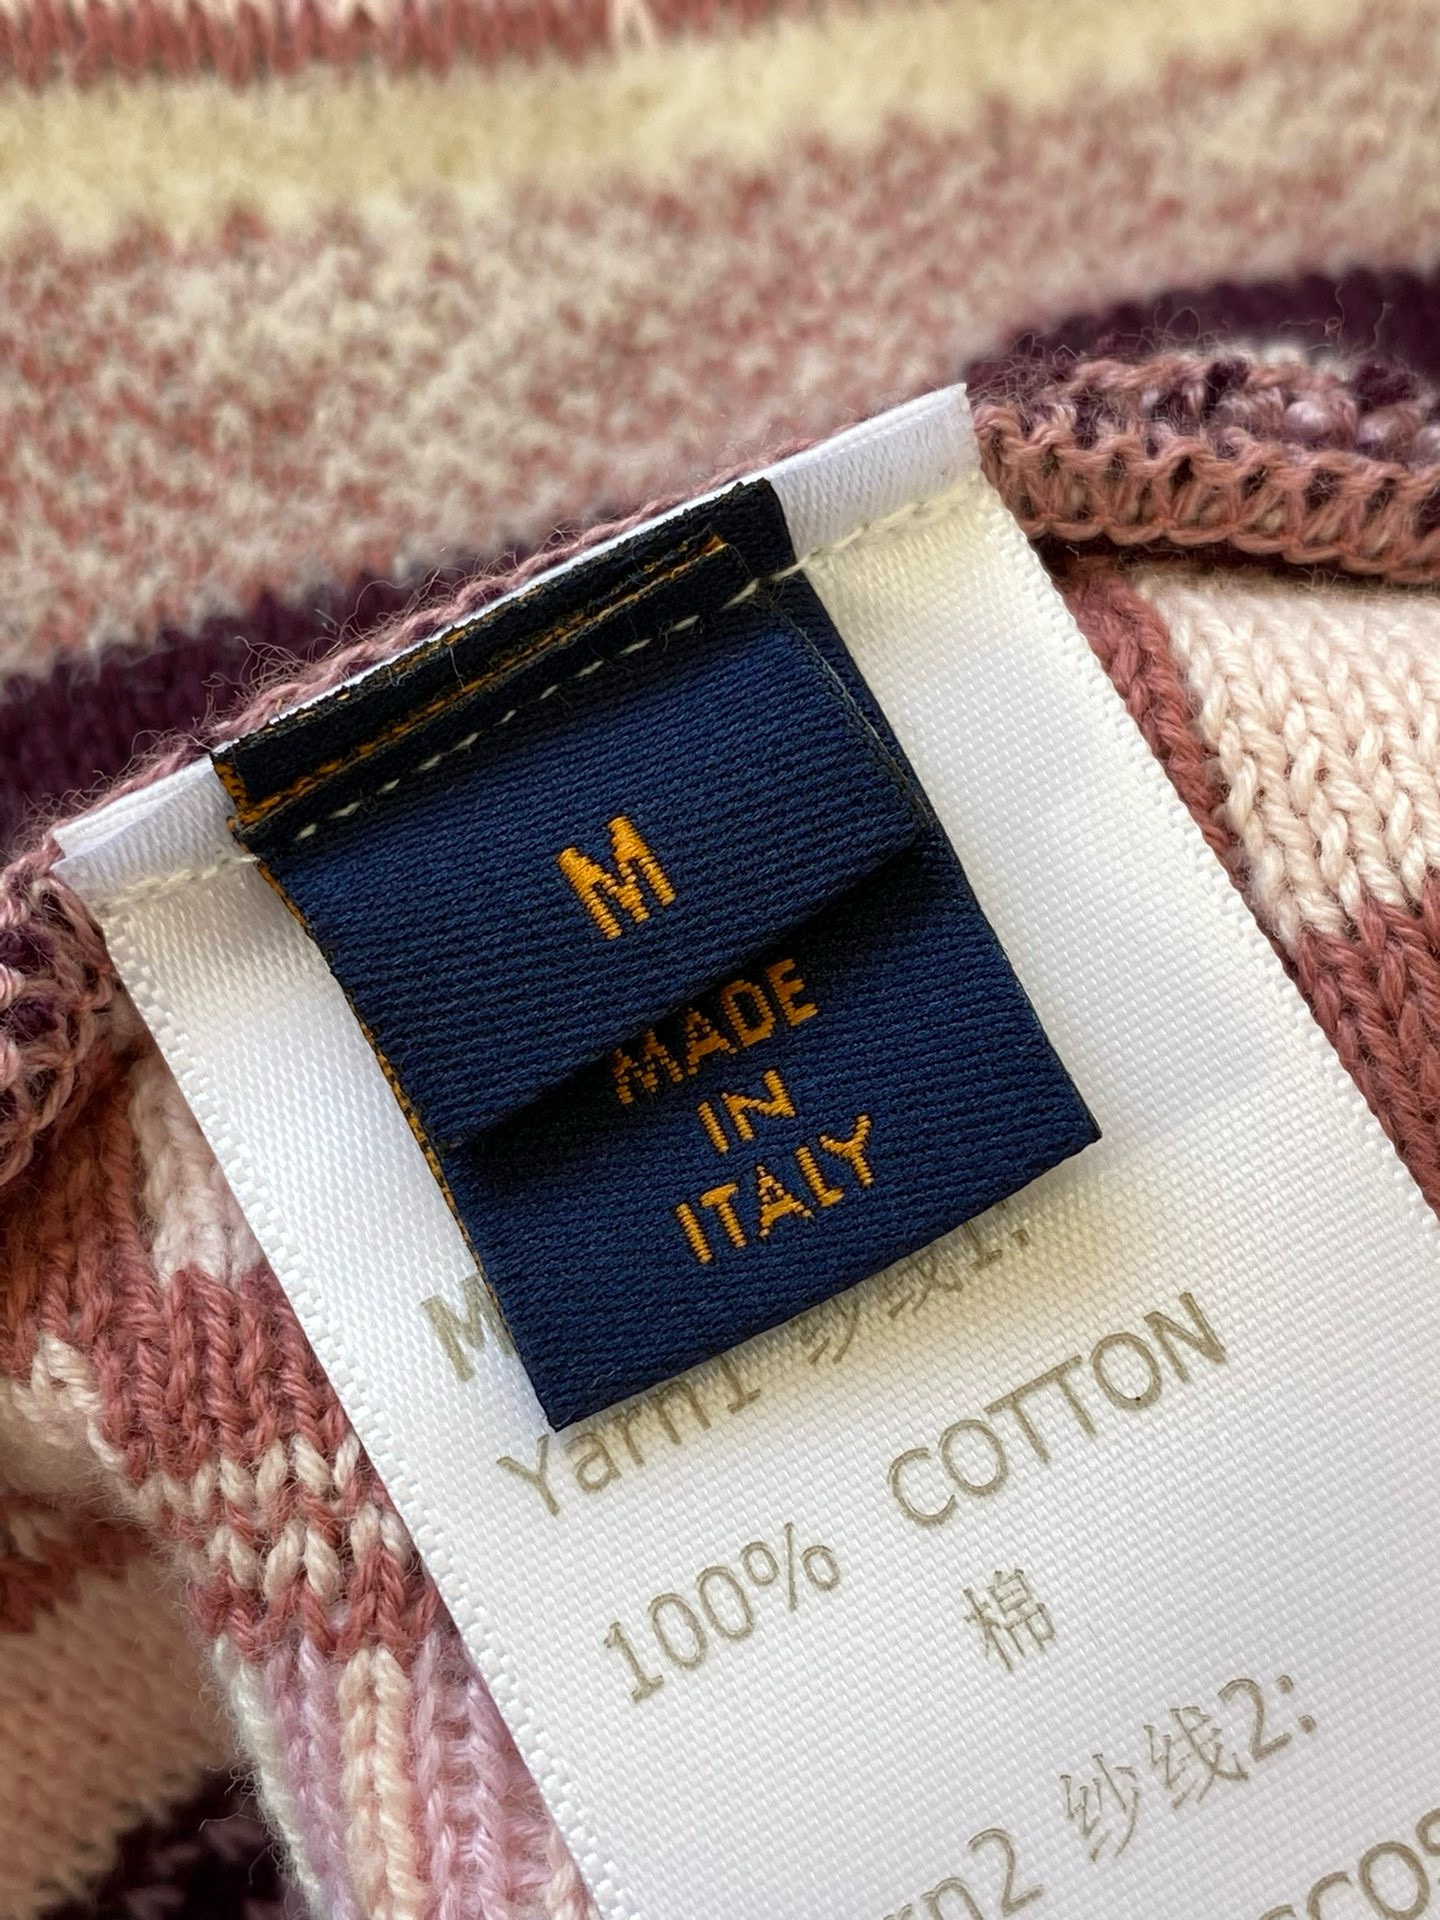 M
MADE
IN
ITALY
Yarn1 纱线1:
100% COTTON
棉
纱线2: